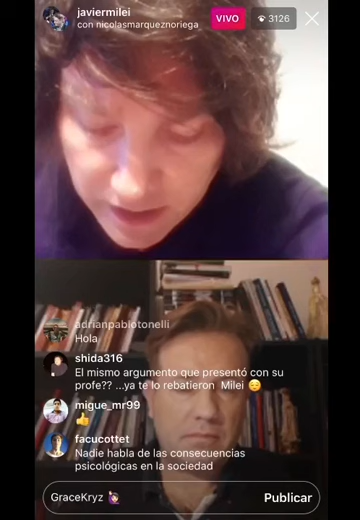 javiermilei
con nicolasmarqueznoriega
VIVO
3126
adrianpablotonelli
Hola
shida316
El mismo argumento que presentó con su
profe?? ...ya te lo rebatieron Milei ☺️
migue_mr99
👍
facucottet
Nadie habla de las consecuencias
psicológicas en la sociedad
GraceKryz 🙋🏻‍♀️
Publicar